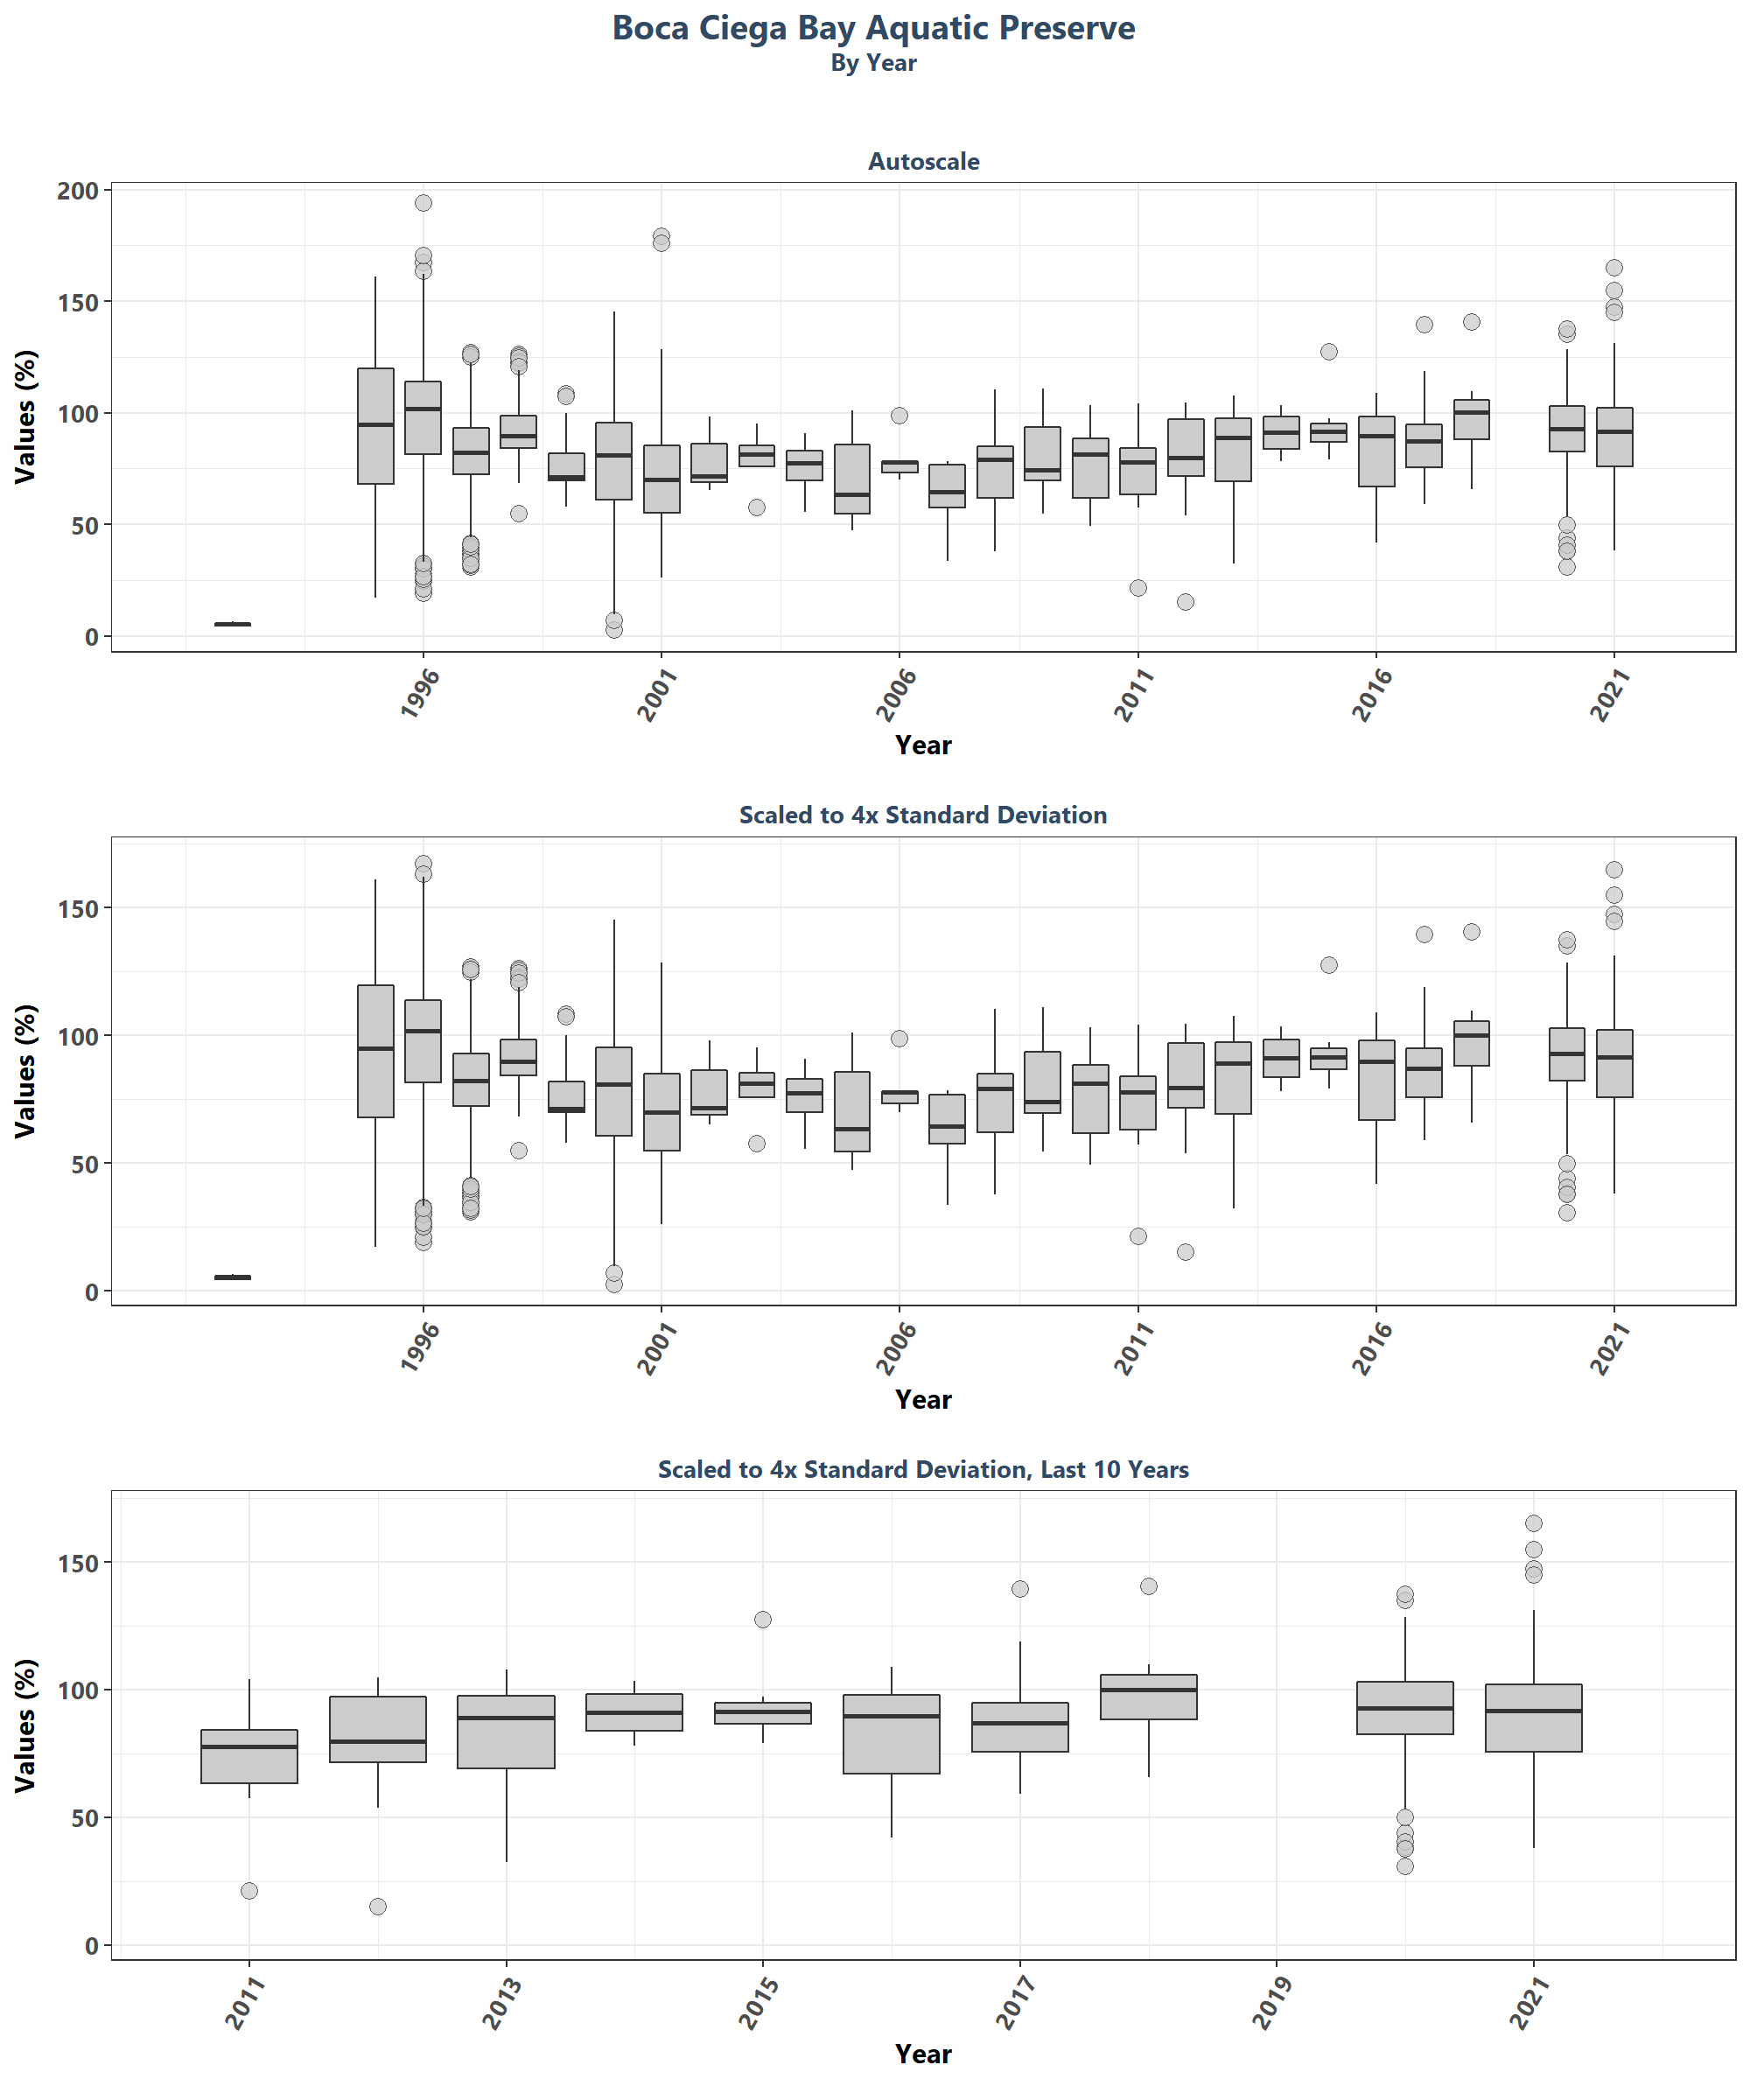 Boca Ciega Bay Aquatic Preserve
By Year
Autoscale
Values (%)
200
150
100
50
0
1996
2001
2006
2011
2016
2021
Year
Scaled to 4x Standard Deviation
Values (%)
150
100
50
0
1996
2001
2006
2011
2016
2021
Year
Scaled to 4x Standard Deviation, Last 10 Years
Values (%)
150
100
50
0
2011
2013
2015
2017
2019
2021
Year